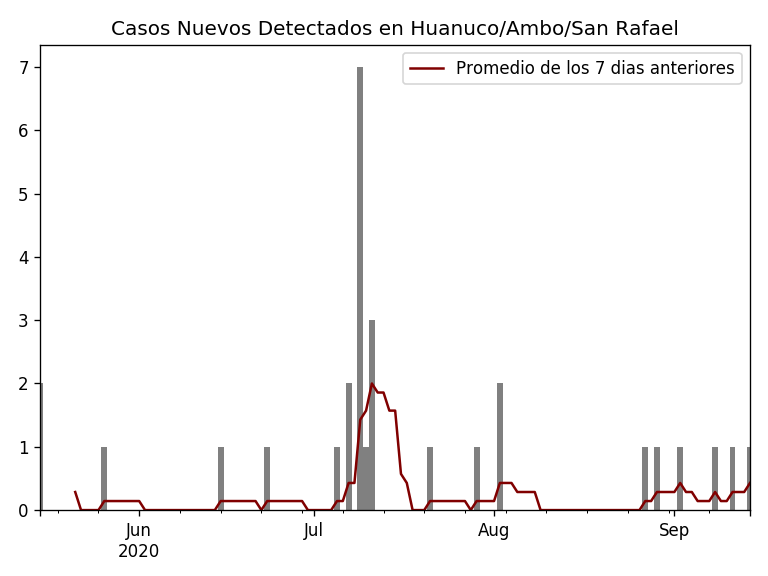 Casos Nuevos Detectados en Huanuco/Ambo/San Rafael
Promedio de los 7 dias anteriores
7
6
5
4
3
2
1
0
Jun
2020
Jul
Aug
Sep